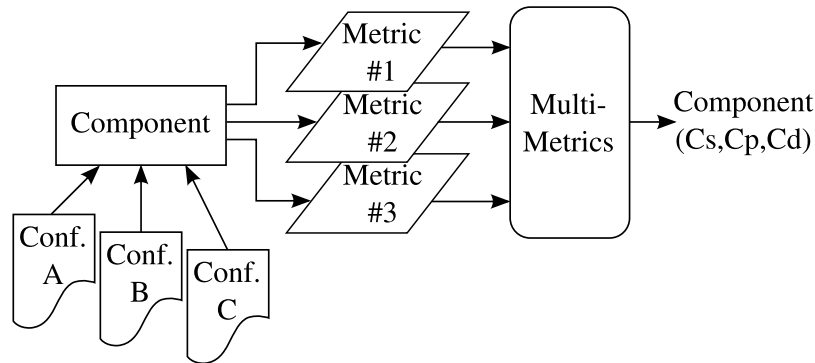 Component
Conf.
A
Conf.
B
Conf.
C
Metric
#1
Metric
#2
Metric
#3
Multi-
Metrics
Component
(Cs,Cp,Cd)